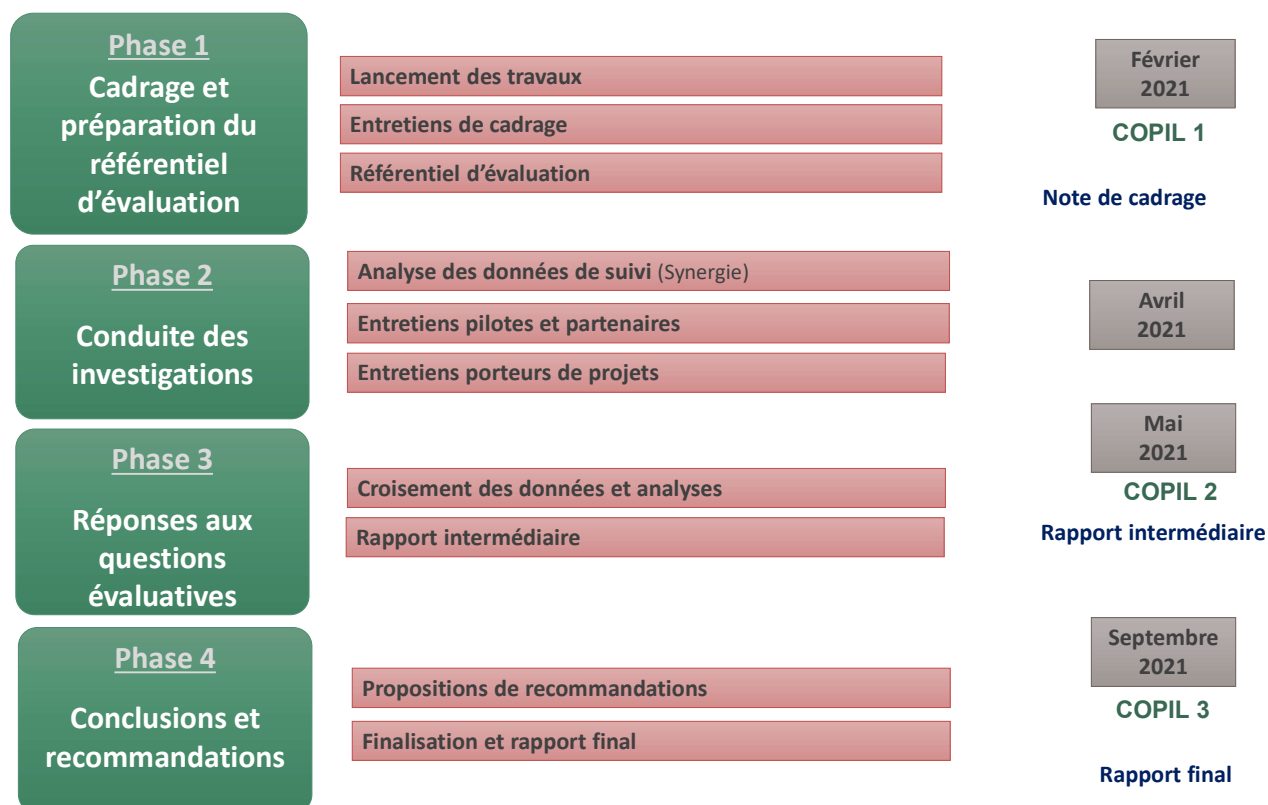 Phase 1
Cadrage et
préparation du
référentiel
d’évaluation
Lancement des travaux
Entretiens de cadrage
Référentiel d’évaluation
Février
2021
COPIL 1
Note de cadrage
Phase 2
Conduite des
investigations
Analyse des données de suivi (Synergie)
Entretiens pilotes et partenaires
Entretiens porteurs de projets
Avril
2021
Phase 3
Réponses aux
questions
évaluatives
Croisement des données et analyses
Rapport intermédiaire
Mai
2021
COPIL 2
Rapport intermédiaire
Phase 4
Conclusions et
recommandations
Propositions de recommandations
Finalisation et rapport final
Septembre
2021
COPIL 3
Rapport final